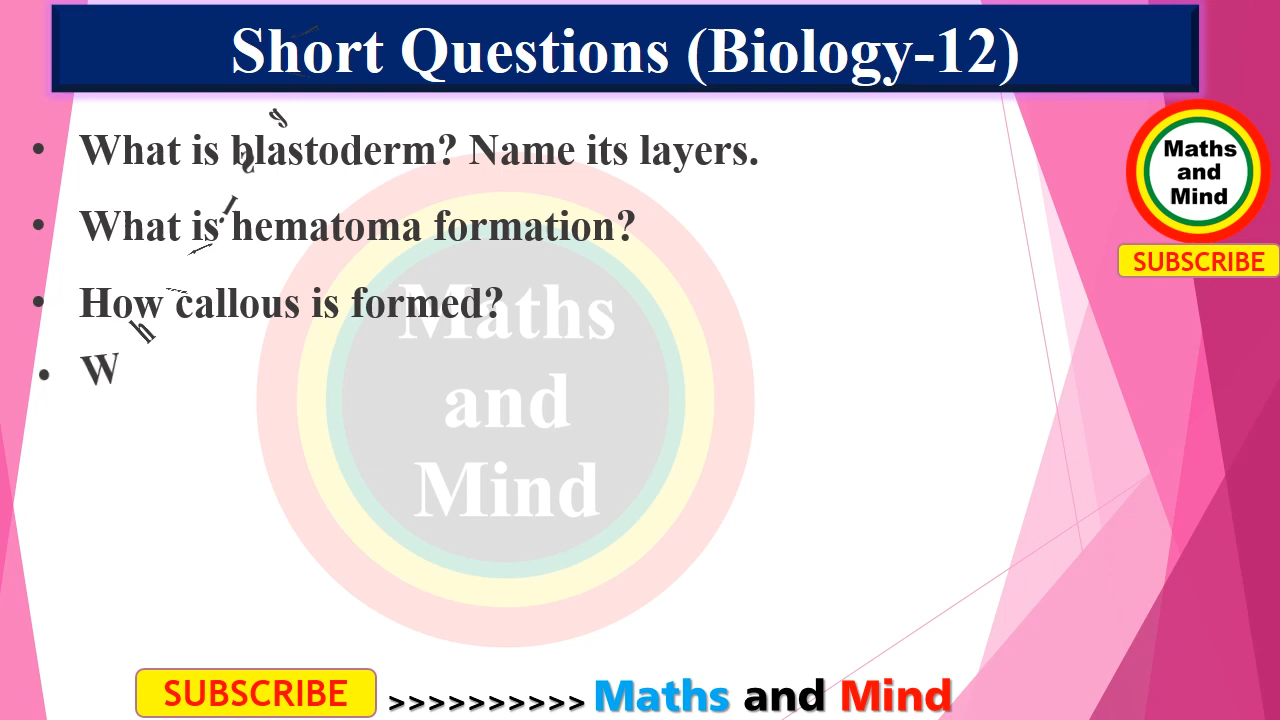 Short Questions (Biology-12)
• What is blastoderm? Name its layers.
• What is hematoma formation?
• How callous is formed?
• W h
Maths
and
Mind
SUBSCRIBE
Maths
and
Mind
SUBSCRIBE >>>>>>>>>> Maths and Mind